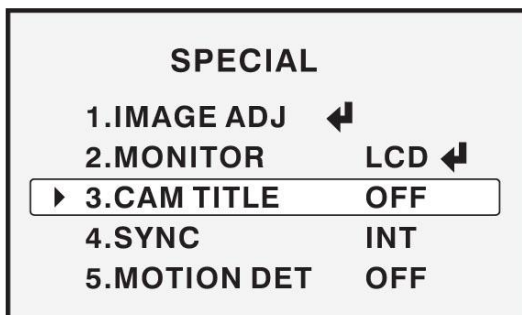 SPECIAL
1.IMAGE ADJ ↲
2.MONITOR LCD ↲
3.CAM TITLE OFF
4.SYNC INT
5.MOTION DET OFF